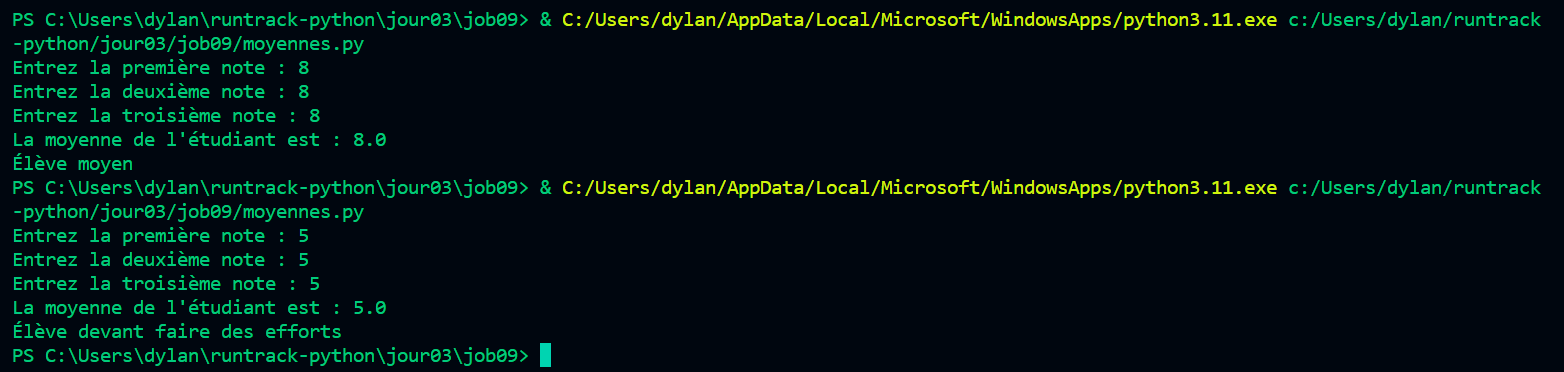 PS C:\Users\dylan\runtrack-python\jour03\job09> & C:/Users/dylan/AppData/Local/Microsoft/WindowsApps/python3.11.exe c:/Users/dylan/runtrack
-python/jour03/job09/moyennes.py
Entrez la première note : 8
Entrez la deuxième note : 8
Entrez la troisième note : 8
La moyenne de l'étudiant est : 8.0
Élève moyen
PS C:\Users\dylan\runtrack-python\jour03\job09> & C:/Users/dylan/AppData/Local/Microsoft/WindowsApps/python3.11.exe c:/Users/dylan/runtrack
-python/jour03/job09/moyennes.py
Entrez la première note : 5
Entrez la deuxième note : 5
Entrez la troisième note : 5
La moyenne de l'étudiant est : 5.0
Élève devant faire des efforts
PS C:\Users\dylan\runtrack-python\jour03\job09>